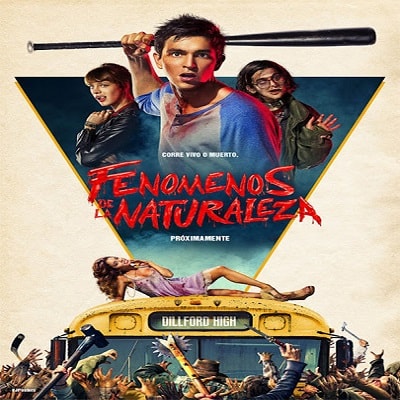 CORRE VIVO O MUERTO.
FENOMENOS
DE LA NATURALEZA
PRÓXIMAMENTE
DILLFORD HIGH